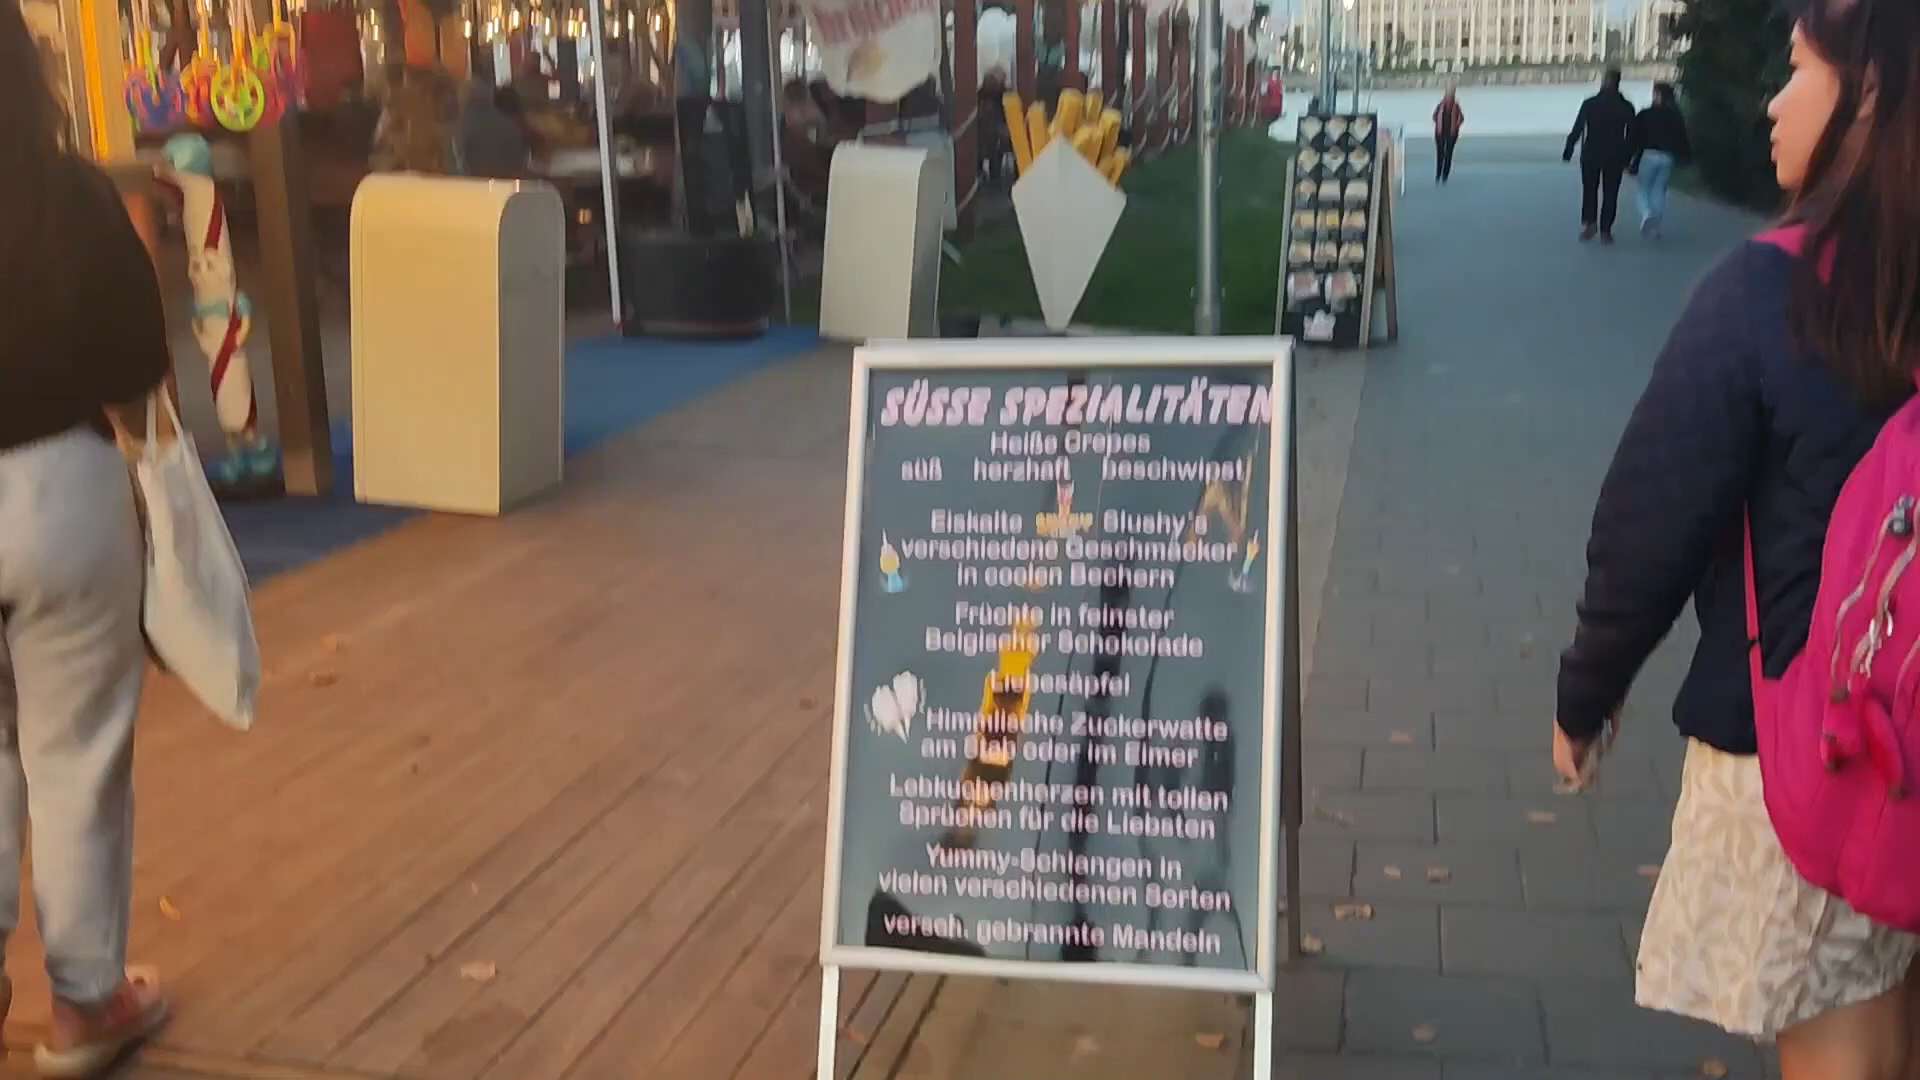 SÜSSE SPEZIALITÄTEN
Heiße Crepes
süß herzhaft beschwipst
Eiskalte Slushy's
verschiedene Geschmäcker
in coolen Bechern
Früchte in feinster
Belgischer Schokolade
Liebesäpfel
Himmlische Zuckerwatte
am Stab oder im Eimer
Lebkuchenherzen mit tollen
Sprüchen für die Liebsten
Yummy-Schlangen in
vielen verschiedenen Sorten
versch. gebrannte Mandeln